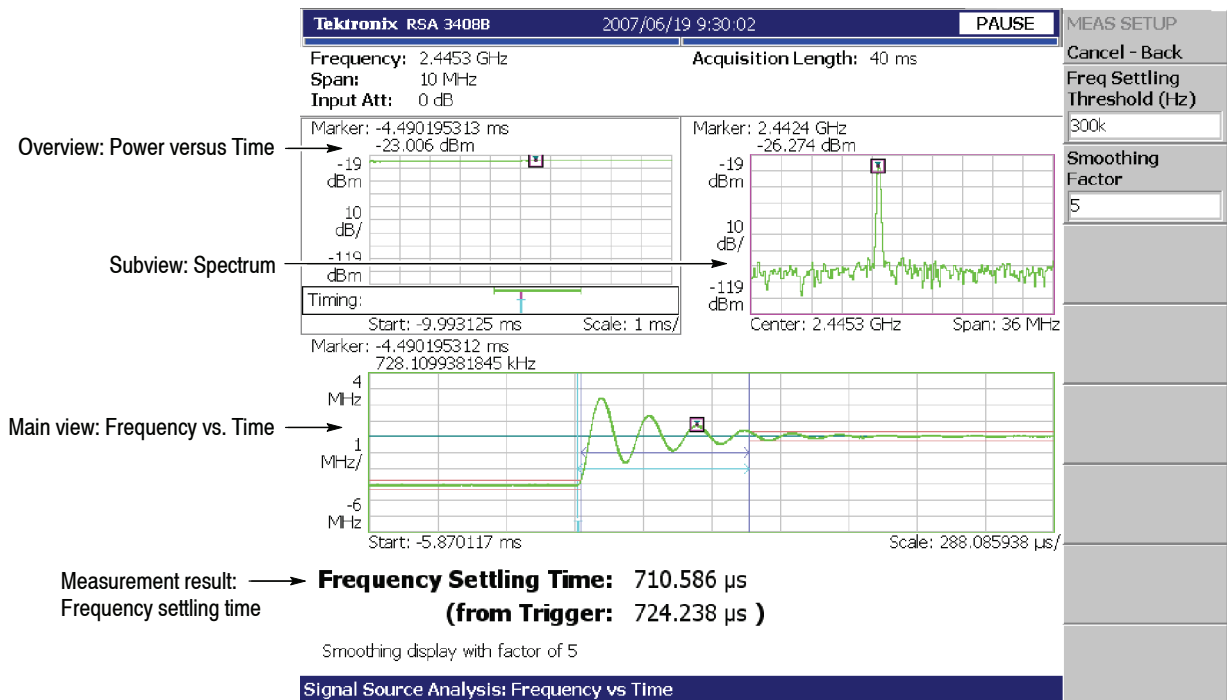 Tektronix RSA 3408B 2007/06/19 9:30:02 PAUSE
MEAS SETUP
Cancel - Back
Frequency: 2.4453 GHz Acquisition Length: 40 ms
Span: 10 MHz
Input Att: 0 dB
Freq Settling
Threshold (Hz)
300k
Smoothing
Factor
5
Overview: Power versus Time
Marker: -4.490195313 ms
-23.006 dBm
-19
dBm
10
dB/
-119
dBm
Timing:
Start: -9.993125 ms Scale: 1 ms/
Subview: Spectrum
Marker: 2.4424 GHz
-26.274 dBm
-19
dBm
10
dB/
-119
dBm
Center: 2.4453 GHz Span: 36 MHz
Main view: Frequency vs. Time
Marker: -4.490195312 ms
728.1099381845 kHz
4
MHz
1
MHz/
-6
MHz
Start: -5.870117 ms Scale: 288.085938 µs/
Measurement result:
Frequency settling time
Frequency Settling Time: 710.586 µs
(from Trigger: 724.238 µs )
Smoothing display with factor of 5
Signal Source Analysis: Frequency vs Time